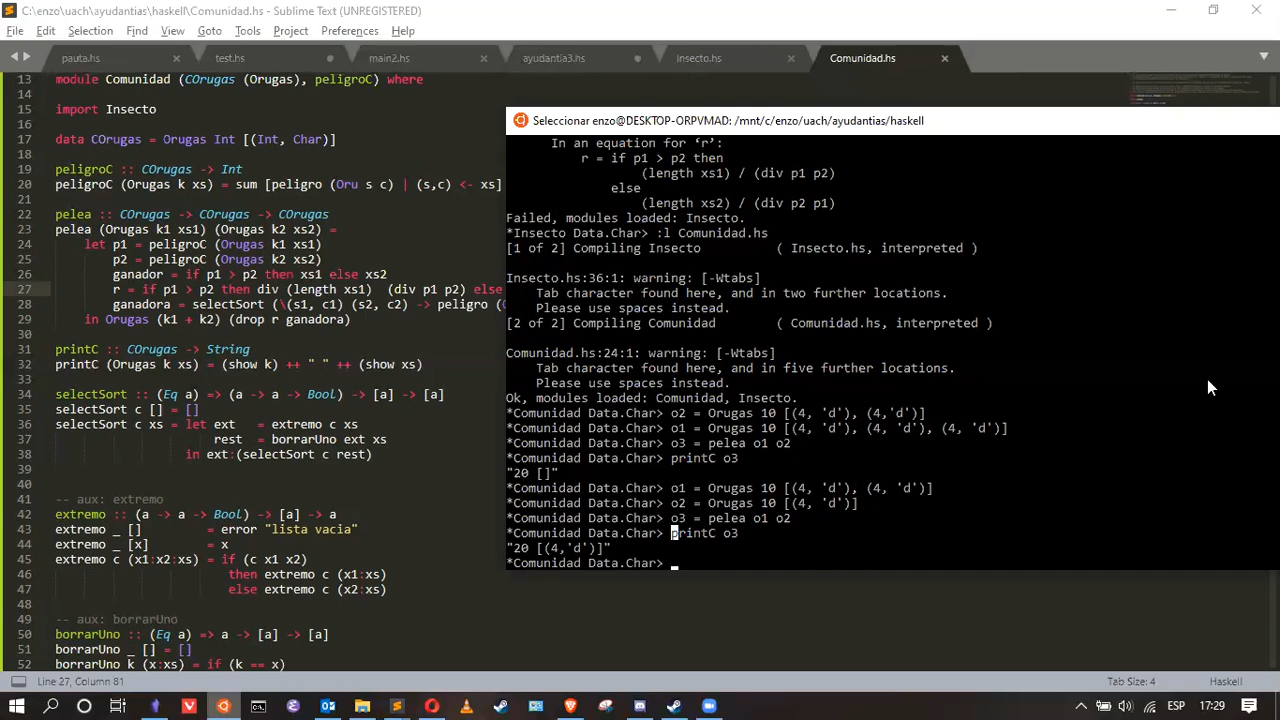 C:\enzo\uach\ayudantias\haskell\Comunidad.hs - Sublime Text (UNREGISTERED)
File Edit Selection Find View Goto Tools Project Preferences Help
pauta.hs test.hs main2.hs ayudantia3.hs Insecto.hs Comunidad.hs
13 module Comunidad (COrugas (Orugas), peligroC) where
14
15 import Insecto
16
17 data COrugas = Orugas Int [(Int, Char)]
18
19 peligroC :: COrugas -> Int
20 peligroC (Orugas k xs) = sum [peligro (Oru s c) | (s,c) <- xs]
21
22 pelea :: COrugas -> COrugas -> COrugas
23 pelea (Orugas k1 xs1) (Orugas k2 xs2) =
24 let p1 = peligroC (Orugas k1 xs1)
25 p2 = peligroC (Orugas k2 xs2)
26 ganador = if p1 > p2 then xs1 else xs2
27 r = if p1 > p2 then div (length xs1) (div p1 p2) else
28 ganadora = selectSort (\(s1, c1) (s2, c2) -> peligro (O
29 in Orugas (k1 + k2) (drop r ganadora)
30
31 printC :: COrugas -> String
32 printC (Orugas k xs) = (show k) ++ " " ++ (show xs)
33
34 selectSort :: (Eq a) => (a -> a -> Bool) -> [a] -> [a]
35 selectSort c [] = []
36 selectSort c xs = let ext = extremo c xs
37 rest = borrarUno ext xs
38 in ext:(selectSort c rest)
39
40
41 -- aux: extremo
42 extremo :: (a -> a -> Bool) -> [a] -> a
43 extremo _ [] = error "lista vacia"
44 extremo _ [x] = x
45 extremo c (x1:x2:xs) = if (c x1 x2)
46 then extremo c (x1:xs)
47 else extremo c (x2:xs)
48
49 -- aux: borrarUno
50 borrarUno :: (Eq a) => a -> [a] -> [a]
51 borrarUno _ [] = []
52 borrarUno k (x:xs) = if (k == x)
Seleccionar enzo@DESKTOP-ORPVMAD: /mnt/c/enzo/uach/ayudantias/haskell
In an equation for ‘r’:
r = if p1 > p2 then
(length xs1) / (div p1 p2)
else
(length xs2) / (div p2 p1)
Failed, modules loaded: Insecto.
*Insecto Data.Char> :l Comunidad.hs
[1 of 2] Compiling Insecto ( Insecto.hs, interpreted )
Insecto.hs:36:1: warning: [-Wtabs]
Tab character found here, and in two further locations.
Please use spaces instead.
[2 of 2] Compiling Comunidad ( Comunidad.hs, interpreted )
Comunidad.hs:24:1: warning: [-Wtabs]
Tab character found here, and in five further locations.
Please use spaces instead.
Ok, modules loaded: Comunidad, Insecto.
*Comunidad Data.Char> o2 = Orugas 10 [(4, 'd'), (4,'d')]
*Comunidad Data.Char> o1 = Orugas 10 [(4, 'd'), (4, 'd'), (4, 'd')]
*Comunidad Data.Char> o3 = pelea o1 o2
*Comunidad Data.Char> printC o3
"20 []"
*Comunidad Data.Char> o1 = Orugas 10 [(4, 'd'), (4, 'd')]
*Comunidad Data.Char> o2 = Orugas 10 [(4, 'd')]
*Comunidad Data.Char> o3 = pelea o1 o2
*Comunidad Data.Char> printC o3
"20 [(4,'d')]"
*Comunidad Data.Char>
Line 27, Column 81 Tab Size: 4 Haskell
ESP 17:29